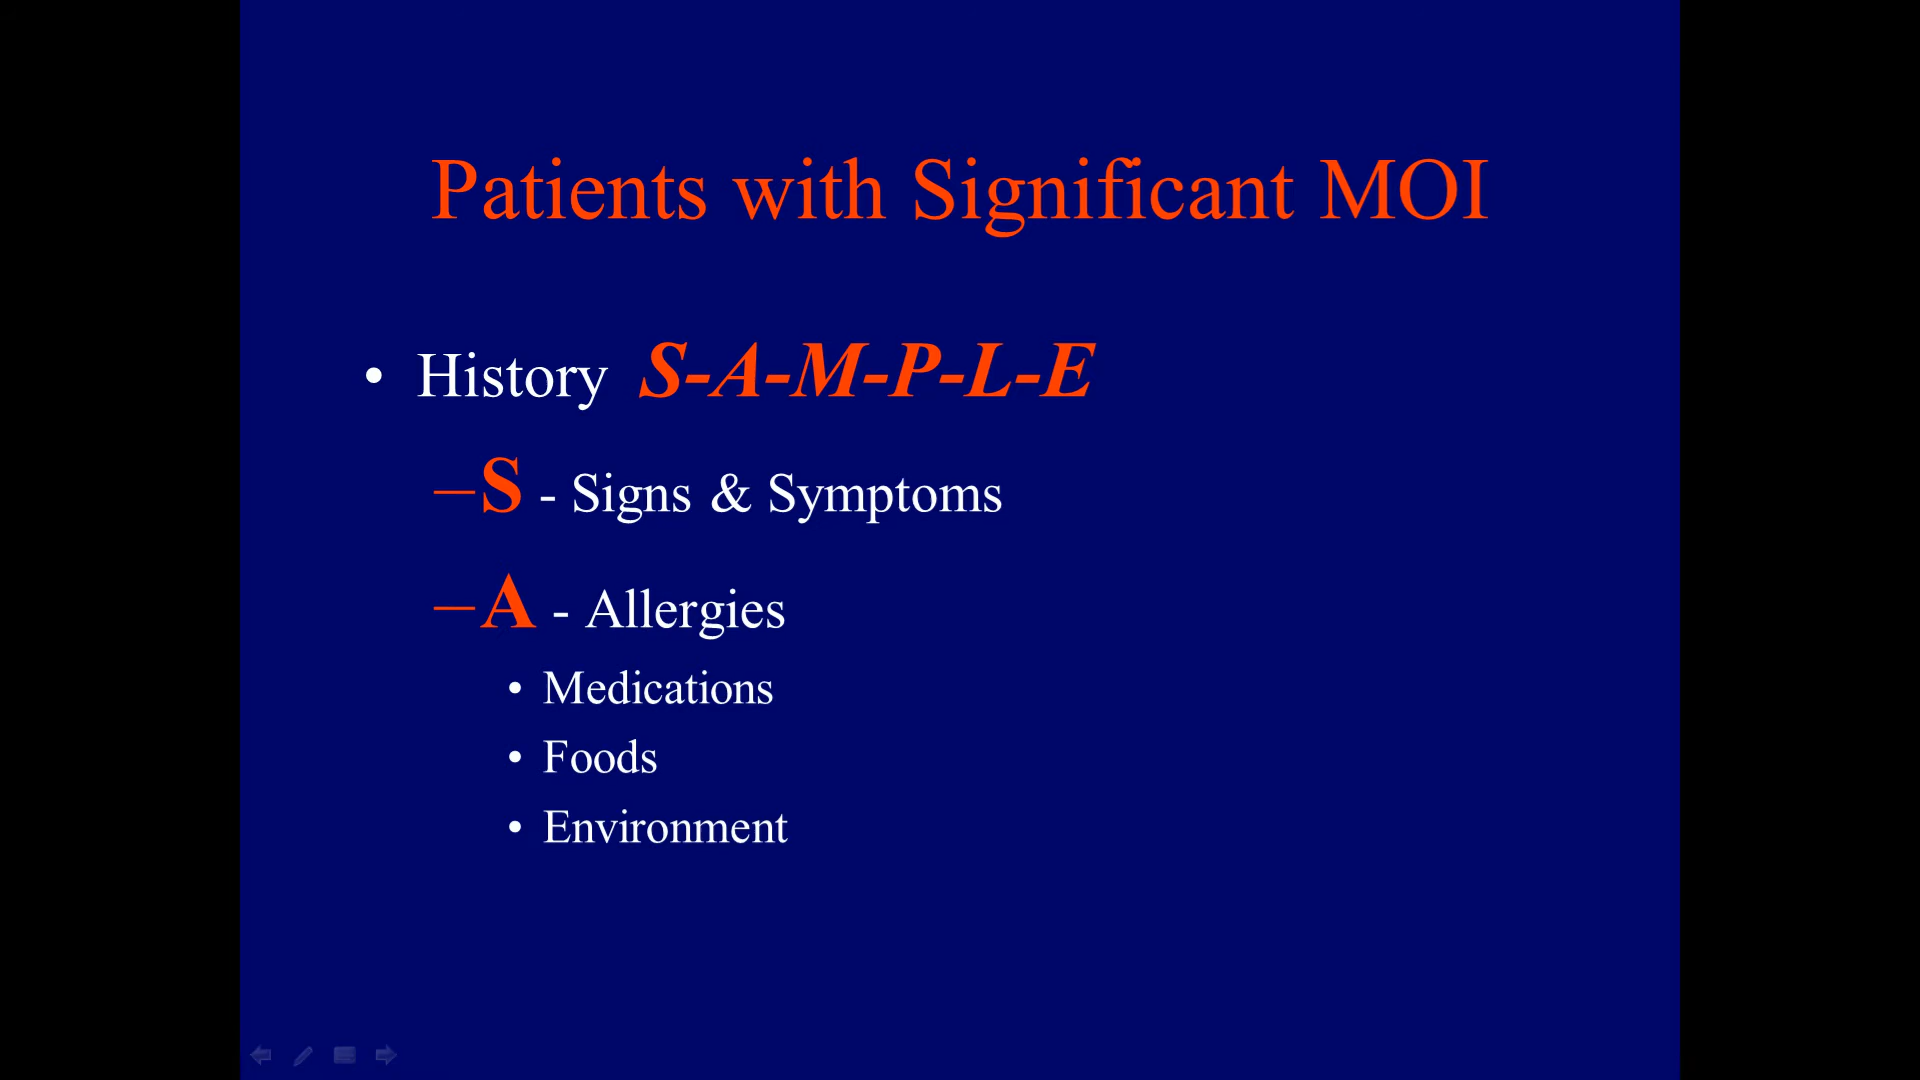 Patients with Significant MOI
• History S-A-M-P-L-E
–S - Signs & Symptoms
–A - Allergies
• Medications
• Foods
• Environment